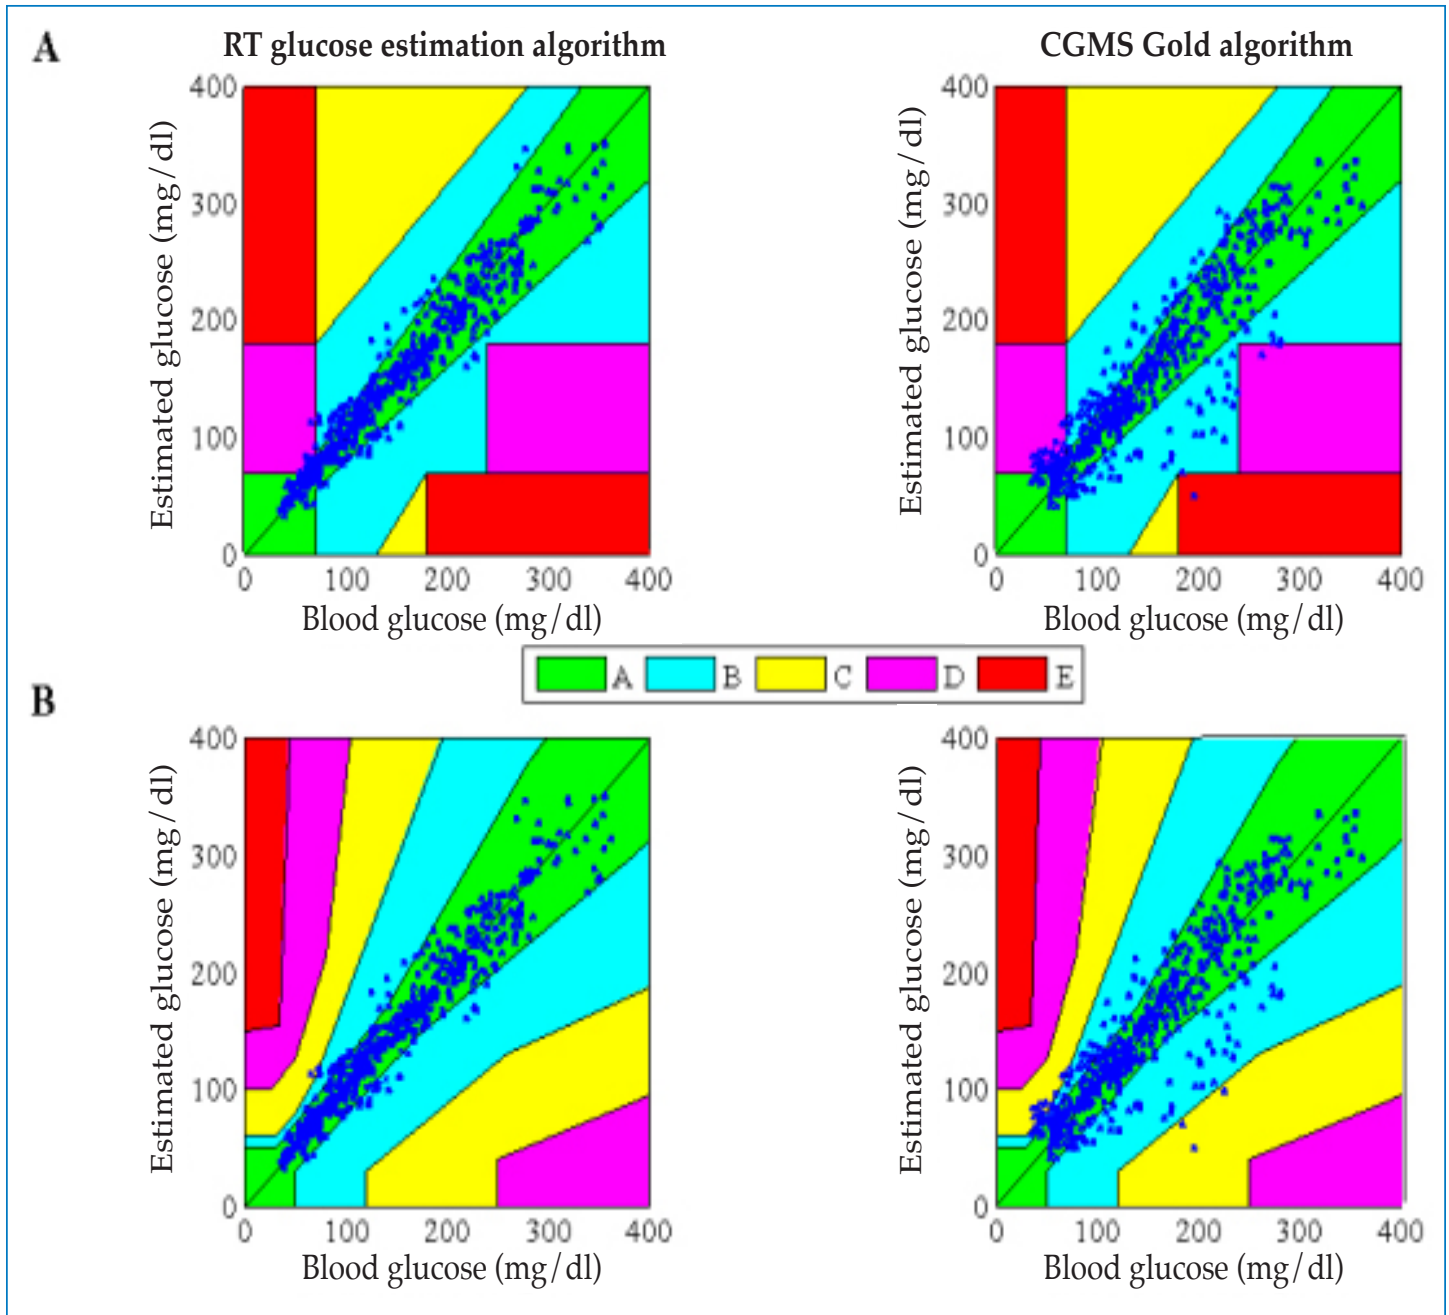 A
RT glucose estimation algorithm
CGMS Gold algorithm
Estimated glucose (mg/dl)
400
300
200
100
0
0 100 200 300 400
Blood glucose (mg/dl)
Estimated glucose (mg/dl)
400
300
200
100
0
0 100 200 300 400
Blood glucose (mg/dl)
A B C D E
B
Estimated glucose (mg/dl)
400
300
200
100
0
0 100 200 300 400
Blood glucose (mg/dl)
Estimated glucose (mg/dl)
400
300
200
100
0
0 100 200 300 400
Blood glucose (mg/dl)